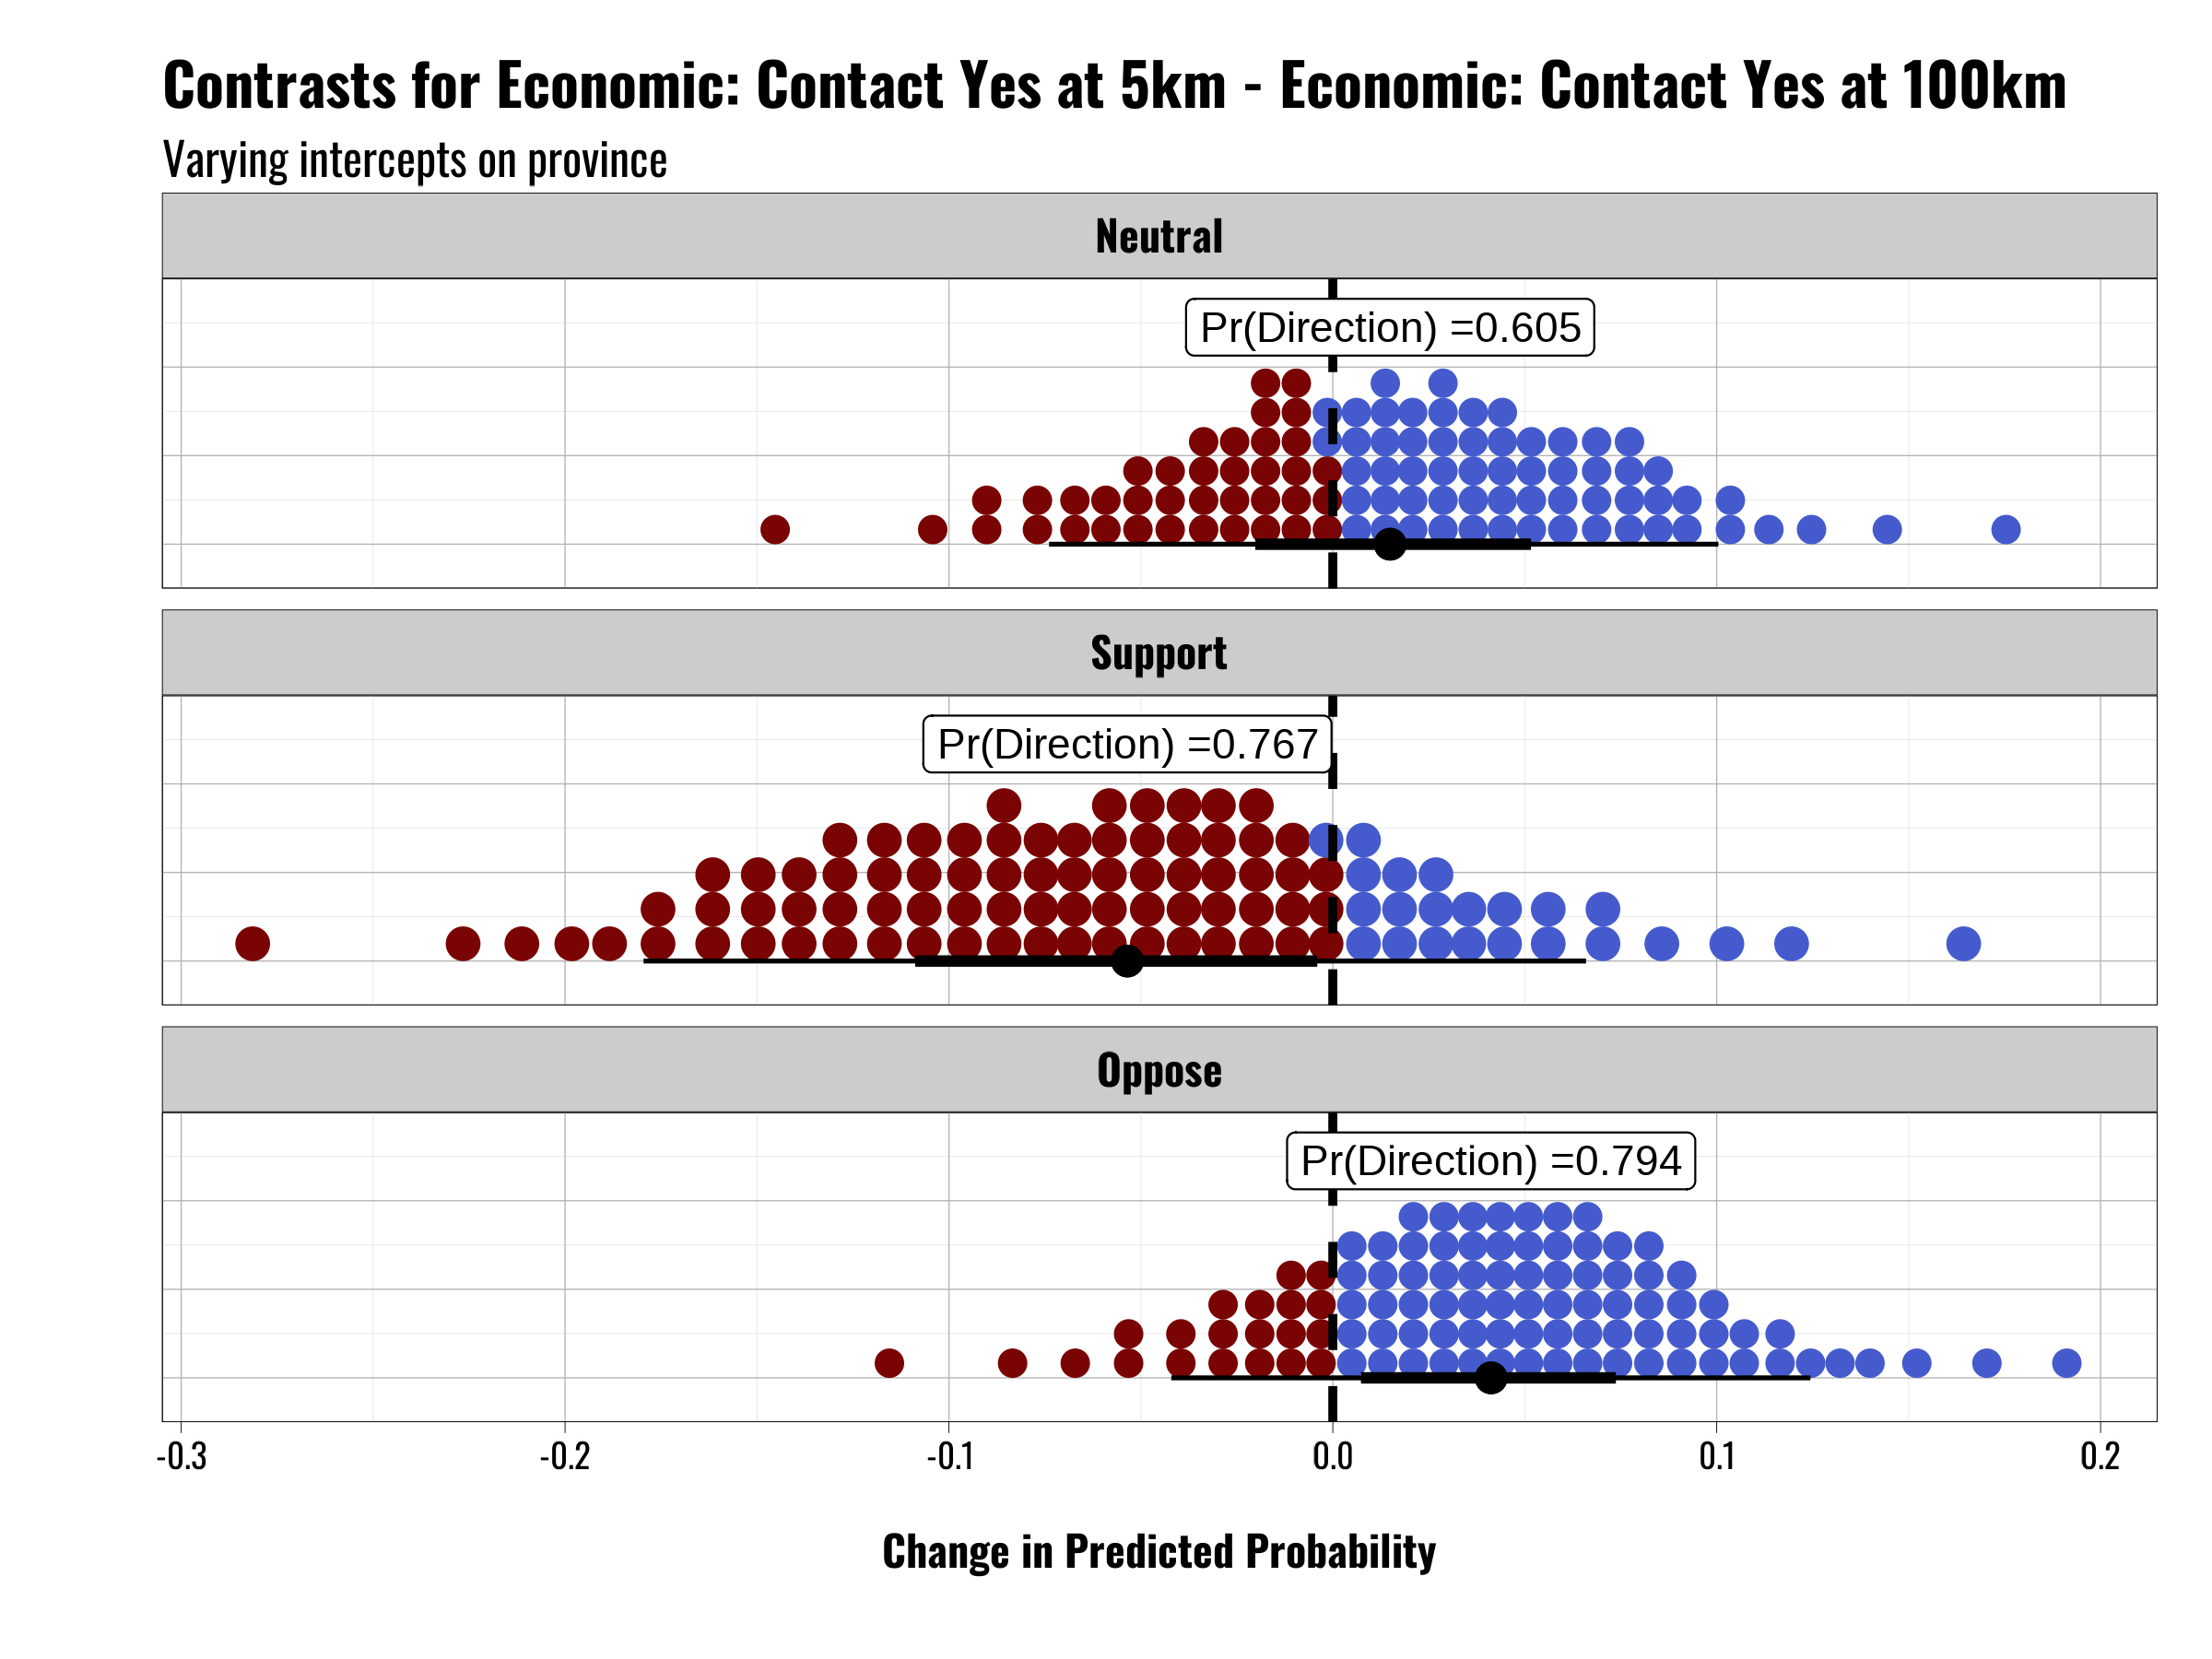 Contrasts for Economic: Contact Yes at 5km - Economic: Contact Yes at 100km
Varying intercepts on province
Neutral
Pr(Direction) =0.605
Support
Pr(Direction) =0.767
Oppose
Pr(Direction) =0.794
-0.3 -0.2 -0.1 0.0 0.1 0.2
Change in Predicted Probability